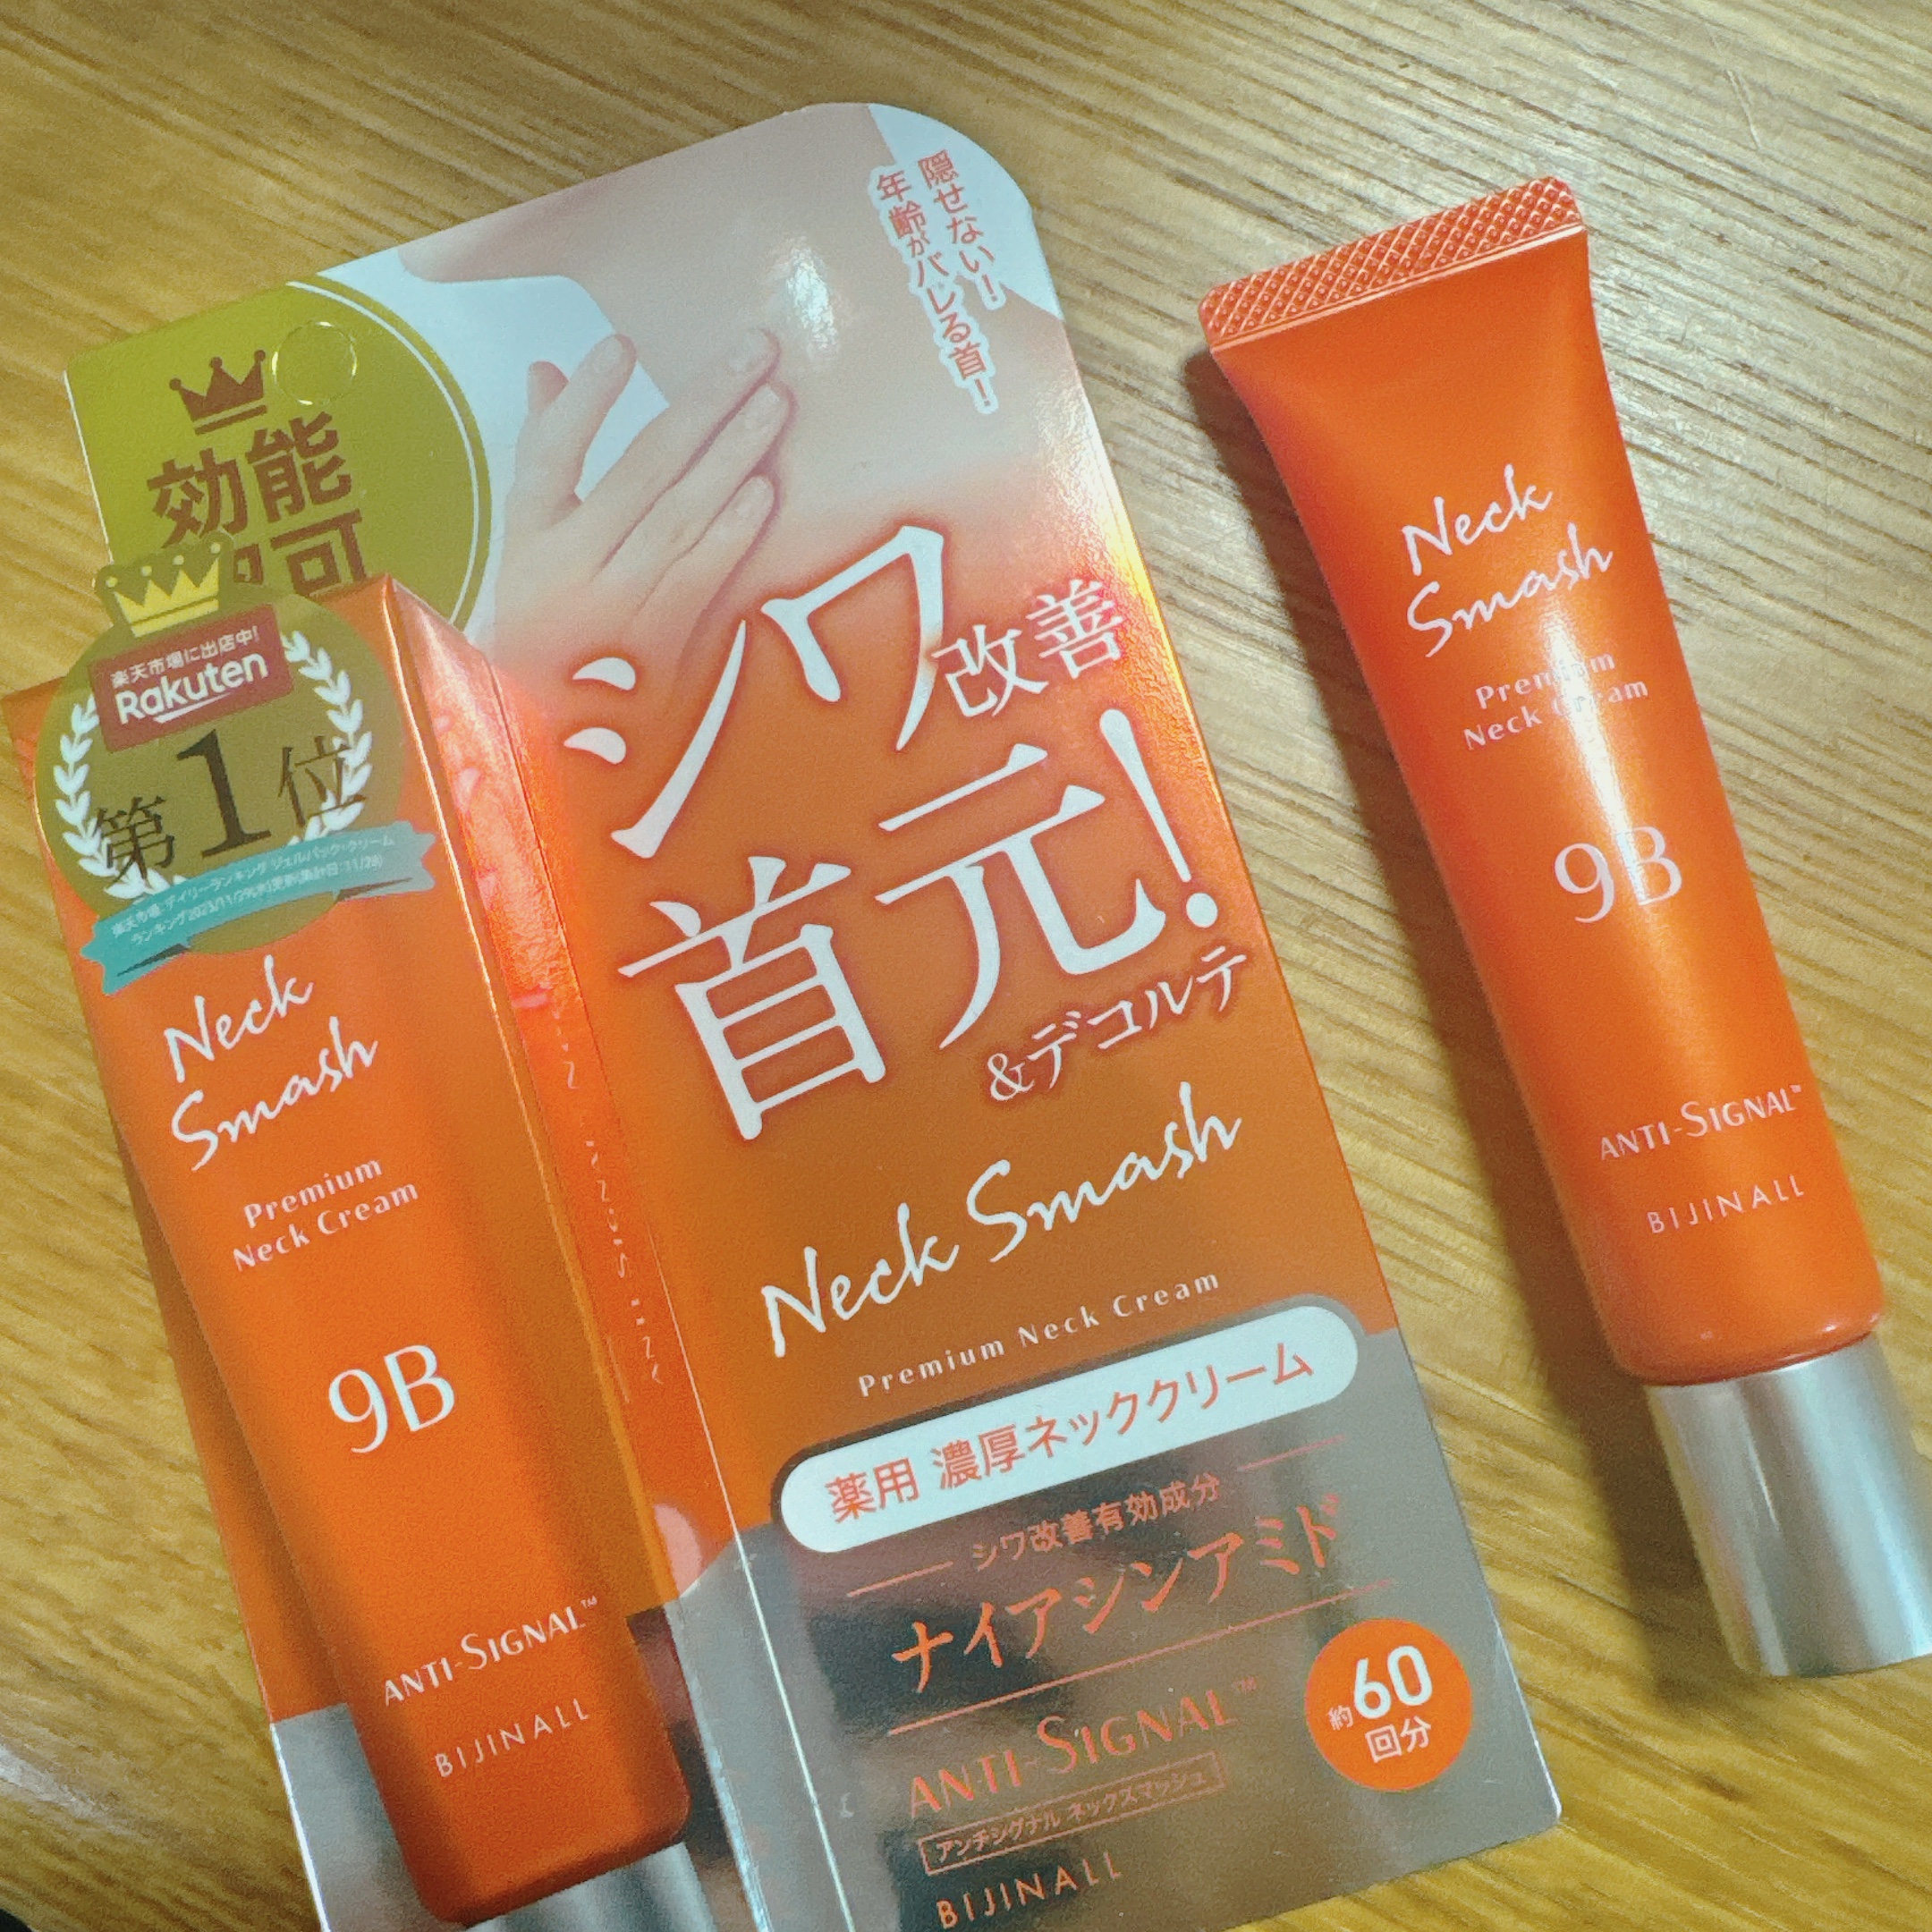 隠せない!
年齢がバレる首!
効能
可
楽天市場に出店中!
Rakuten
第1位
Neck
Smash
Premium
Neck Cream
9B
ANTI-SIGNAL™
BIJINALL
シワ改善
首元!
&デコルテ
Neck Smash
Premium Neck Cream
薬用 濃厚ネッククリーム
シワ改善有効成分
ナイアシンアミド
ANTI-SIGNAL™
アンチシグナル ネックスマッシュ
BIJINALL
約60
回分
Neck
Smash
Premium
Neck Cream
9B
ANTI-SIGNAL™
BIJINALL